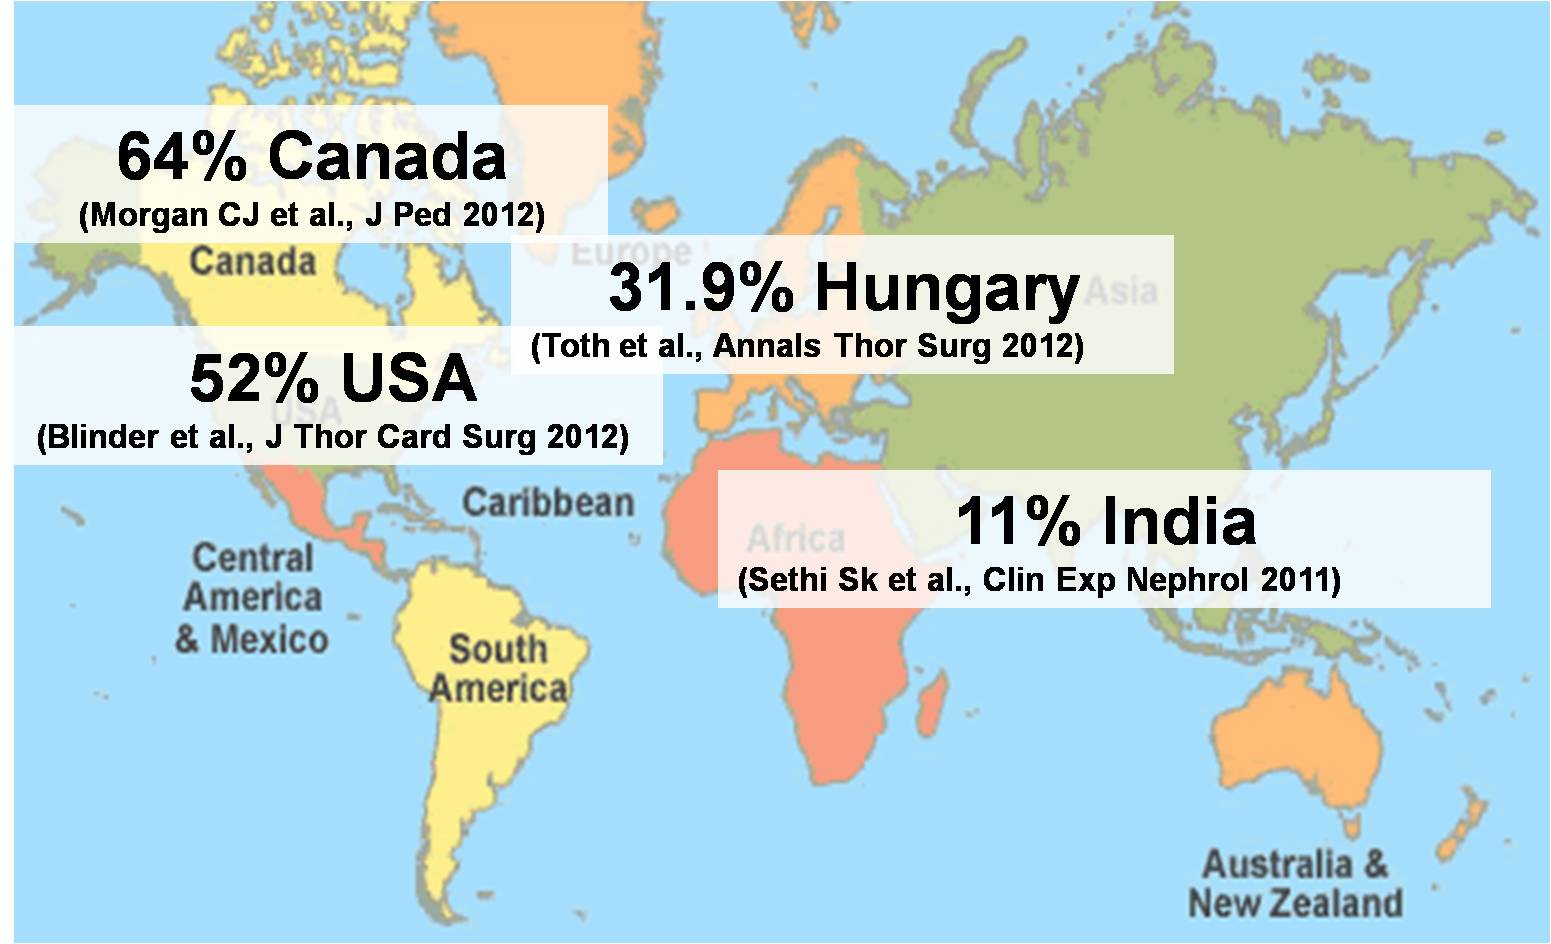 64% Canada
(Morgan CJ et al., J Ped 2012)
Canada
Europe
31.9% Hungary
Asia
(Toth et al., Annals Thor Surg 2012)
52% USA
USA
(Blinder et al., J Thor Card Surg 2012)
Caribbean
11% India
Africa
(Sethi Sk et al., Clin Exp Nephrol 2011)
Central
America
& Mexico
South
America
Australia &
New Zealand